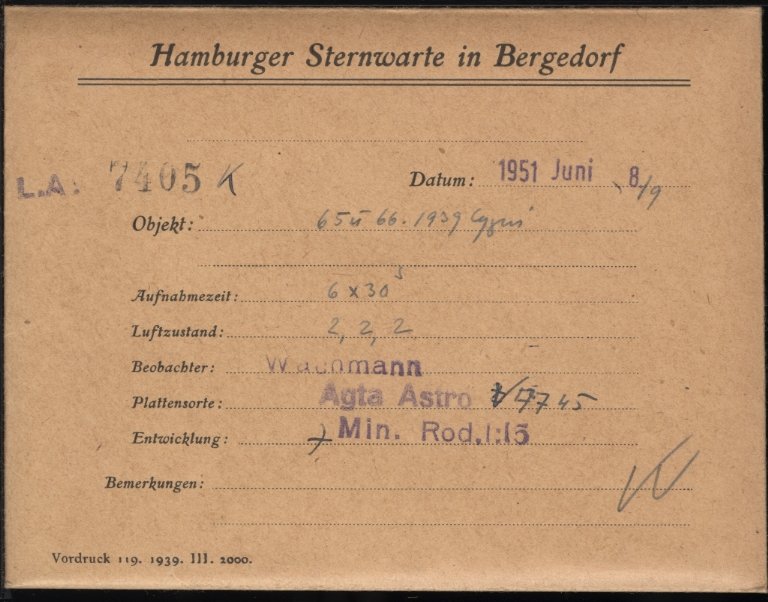 Hamburger Sternwarte in Bergedorf
L.A: 7405 K Datum: 1951 Juni 8/9
Objekt: 65 u 66.1939 Cygni
Aufnahmezeit: 6 x 30 s
Luftzustand: 2, 2, 2
Beobachter: Wachmann
Plattensorte: Agfa Astro 7745
Entwicklung: 7 Min. Rod. 1:15
Bemerkungen:
Vordruck 119. 1939. III. 2000.